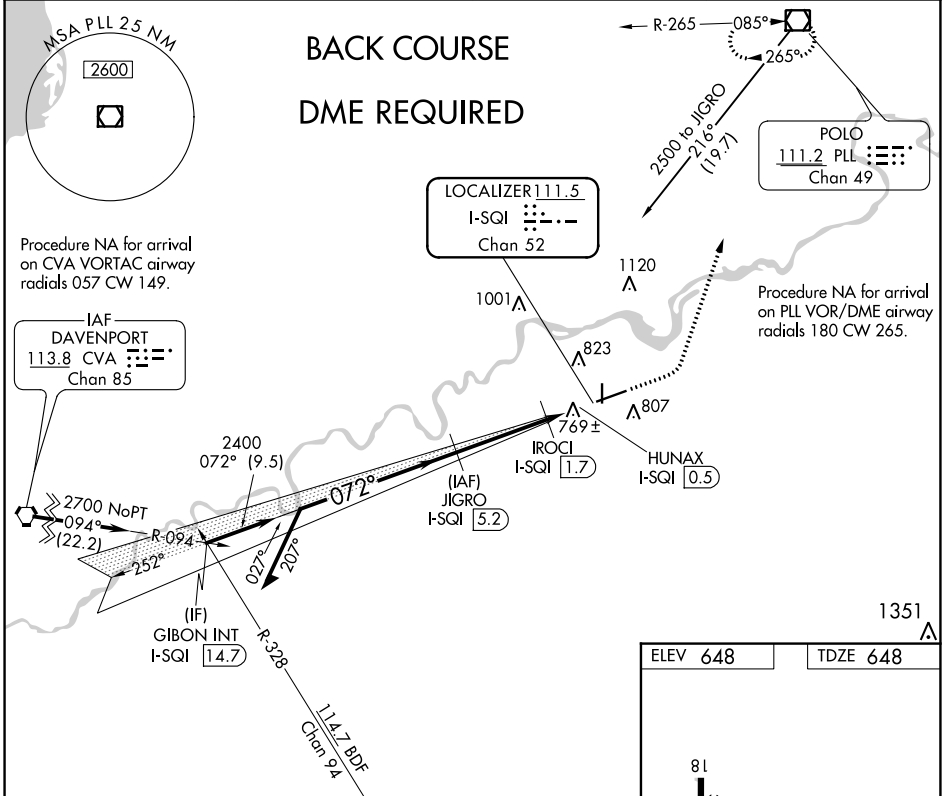 MSA PLL 25 NM
2600
BACK COURSE
DME REQUIRED
R-265
085°
265°
2500 to JIGRO
216°
(19.7)
POLO
111.2 PLL
Chan 49
LOCALIZER 111.5
I-SQI
Chan 52
Procedure NA for arrival
on CVA VORTAC airway
radials 057 CW 149.
1120
1001
Procedure NA for arrival
on PLL VOR/DME airway
radials 180 CW 265.
IAF
DAVENPORT
113.8 CVA
Chan 85
823
807
769±
IROCI
I-SQI 1.7
HUNAX
I-SQI 0.5
2400
072° (9.5)
072°
(IAF)
JIGRO
I-SQI 5.2
2700 NoPT
094°
(22.2)
R-094
252°
027°
207°
(IF)
GIBON INT
I-SQI 14.7
R-328
114.7 BDF
Chan 94
1351
ELEV 648
TDZE 648
18